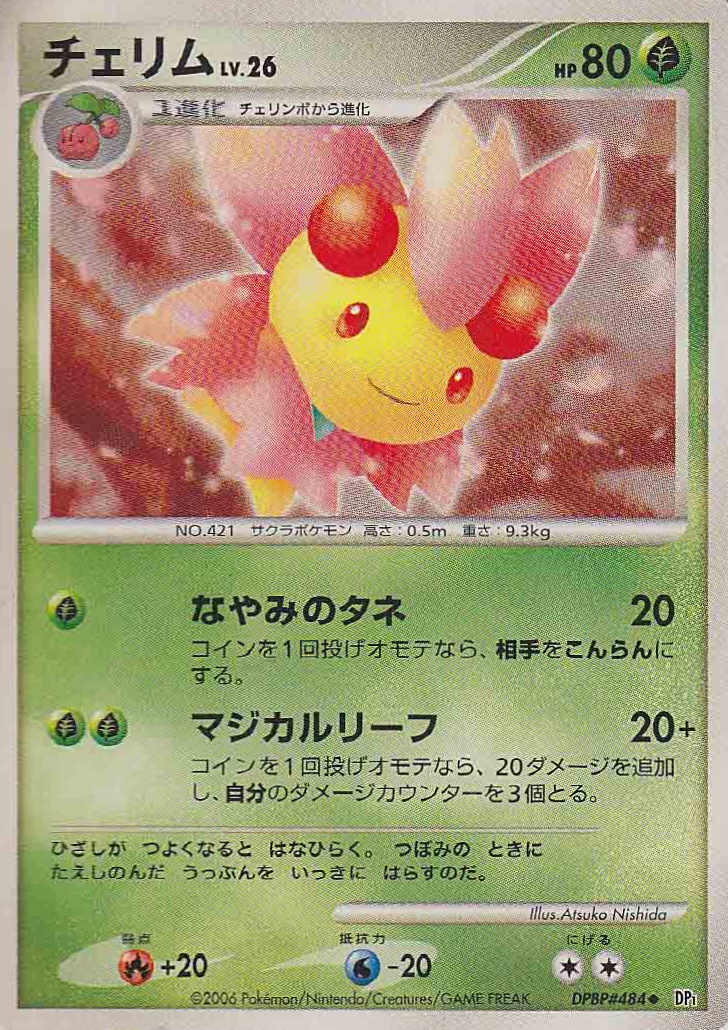 チェリム LV.26 HP 80
1進化 チェリンボから進化
NO.421 サクラポケモン 高さ:0.5m 重さ:9.3kg
なやみのタネ 20
コインを1回投げオモテなら、相手をこんらんに
する。
マジカルリーフ 20+
コインを1回投げオモテなら、20ダメージを追加
し、自分のダメージカウンターを3個とる。
ひざしが つよくなると はなひらく。 つぼみの ときに
たえしのんだ うっぷんを いっきに はらすのだ。
Illus.Atsuko Nishida
弱点 抵抗力 にげる
+20 -20
©2006 Pokémon/Nintendo/Creatures/GAME FREAK DPBP#484◆ DP1